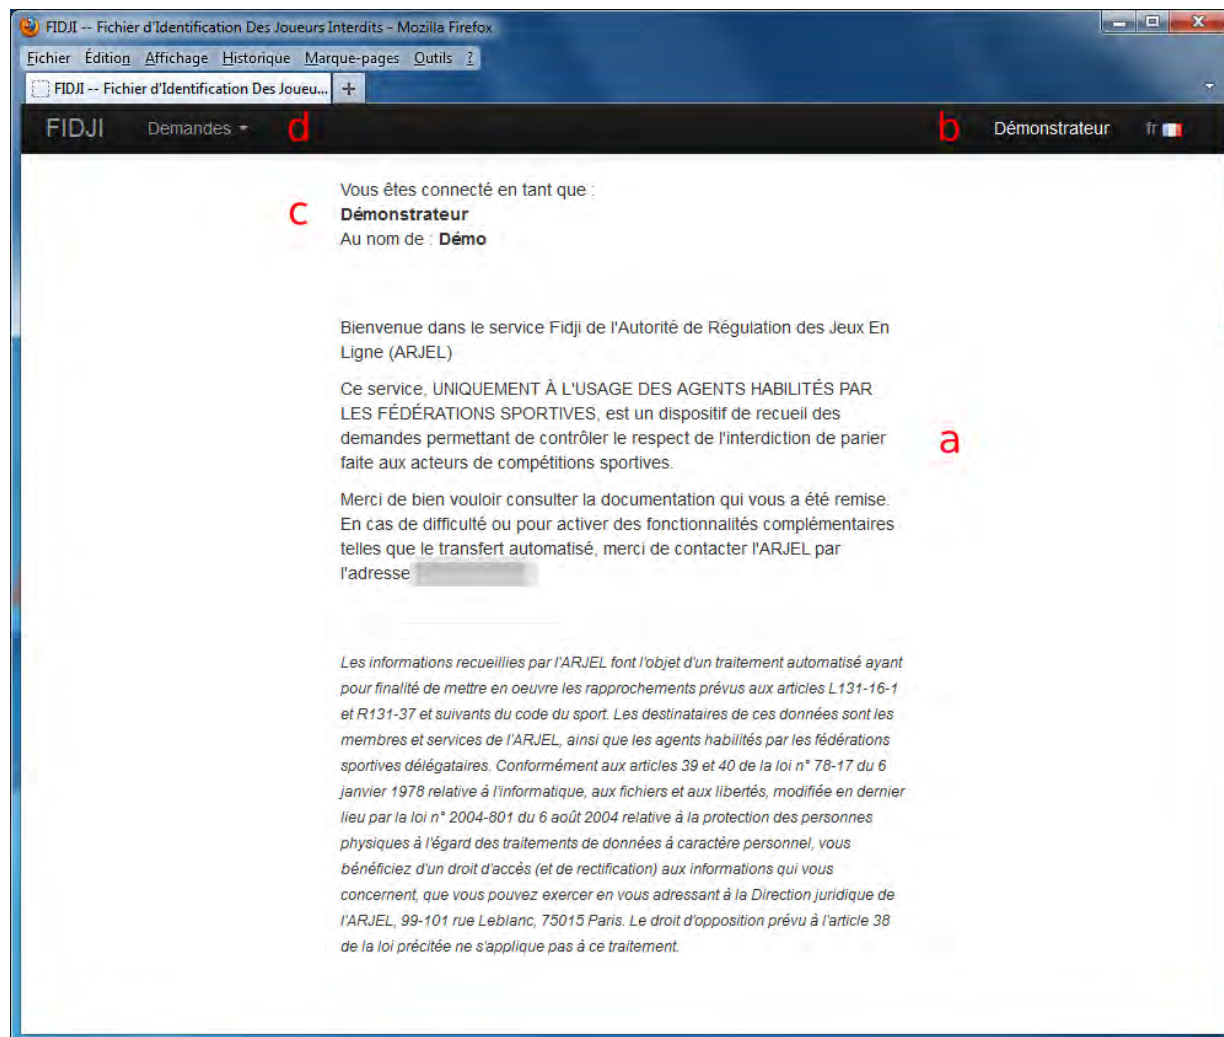 FIDJI -- Fichier d'Identification Des Joueurs Interdits - Mozilla Firefox
Fichier Édition Affichage Historique Marque-pages Outils ?
FIDJI -- Fichier d'Identification Des Joueu... +
FIDJI Demandes d b Démonstrateur fr
Vous êtes connecté en tant que :
c Démonstrateur
Au nom de : Démo
Bienvenue dans le service Fidji de l'Autorité de Régulation des Jeux En
Ligne (ARJEL)
Ce service, UNIQUEMENT À L'USAGE DES AGENTS HABILITÉS PAR
LES FÉDÉRATIONS SPORTIVES, est un dispositif de recueil des
demandes permettant de contrôler le respect de l'interdiction de parier a
faite aux acteurs de compétitions sportives.
Merci de bien vouloir consulter la documentation qui vous a été remise.
En cas de difficulté ou pour activer des fonctionnalités complémentaires
telles que le transfert automatisé, merci de contacter l'ARJEL par
l'adresse
Les informations recueillies par l'ARJEL font l'objet d'un traitement automatisé ayant
pour finalité de mettre en oeuvre les rapprochements prévus aux articles L131-16-1
et R131-37 et suivants du code du sport. Les destinataires de ces données sont les
membres et services de l'ARJEL, ainsi que les agents habilités par les fédérations
sportives délégataires. Conformément aux articles 39 et 40 de la loi n° 78-17 du 6
janvier 1978 relative à l'informatique, aux fichiers et aux libertés, modifiée en dernier
lieu par la loi n° 2004-801 du 6 août 2004 relative à la protection des personnes
physiques à l'égard des traitements de données à caractère personnel, vous
bénéficiez d'un droit d'accès (et de rectification) aux informations qui vous
concernent, que vous pouvez exercer en vous adressant à la Direction juridique de
l'ARJEL, 99-101 rue Leblanc, 75015 Paris. Le droit d'opposition prévu à l'article 38
de la loi précitée ne s'applique pas à ce traitement.